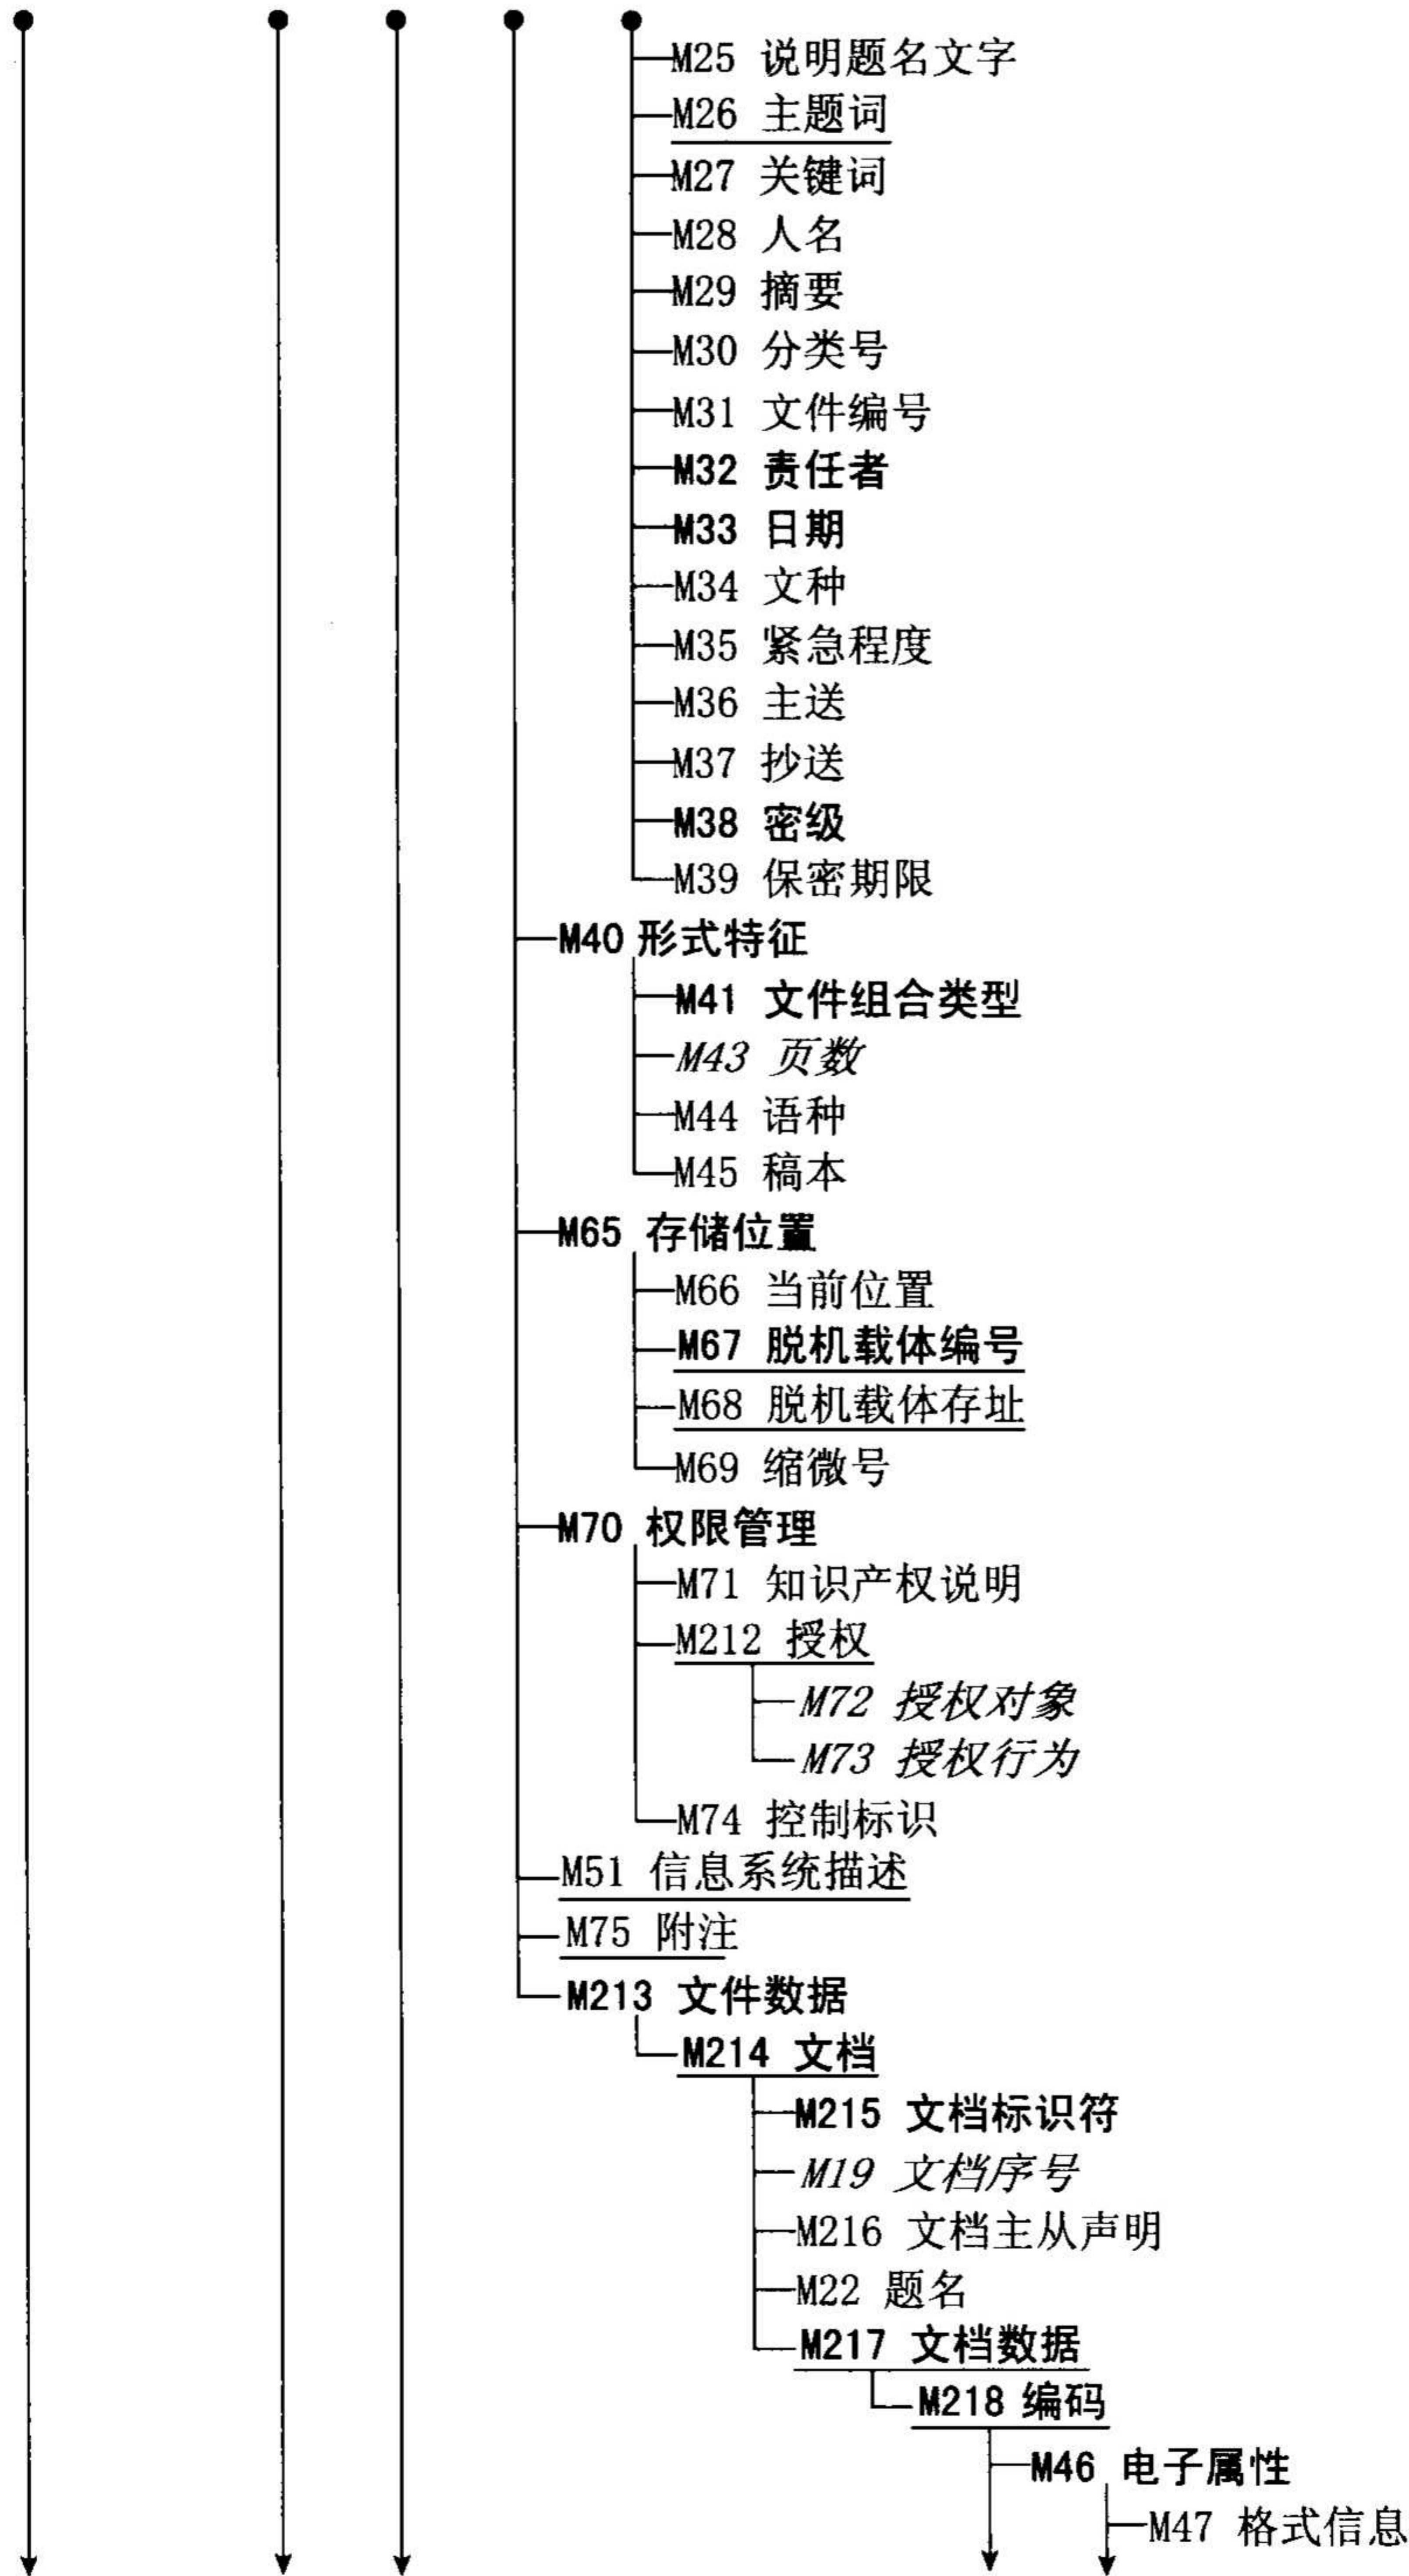 M25 说明题名文字
M26 主题词
M27 关键词
M28 人名
M29 摘要
M30 分类号
M31 文件编号
M32 责任者
M33 日期
M34 文种
M35 紧急程度
M36 主送
M37 抄送
M38 密级
M39 保密期限
M40 形式特征
M41 文件组合类型
M43 页数
M44 语种
M45 稿本
M65 存储位置
M66 当前位置
M67 脱机载体编号
M68 脱机载体存址
M69 缩微号
M70 权限管理
M71 知识产权说明
M212 授权
M72 授权对象
M73 授权行为
M74 控制标识
M51 信息系统描述
M75 附注
M213 文件数据
M214 文档
M215 文档标识符
M19 文档序号
M216 文档主从声明
M22 题名
M217 文档数据
M218 编码
M46 电子属性
M47 格式信息